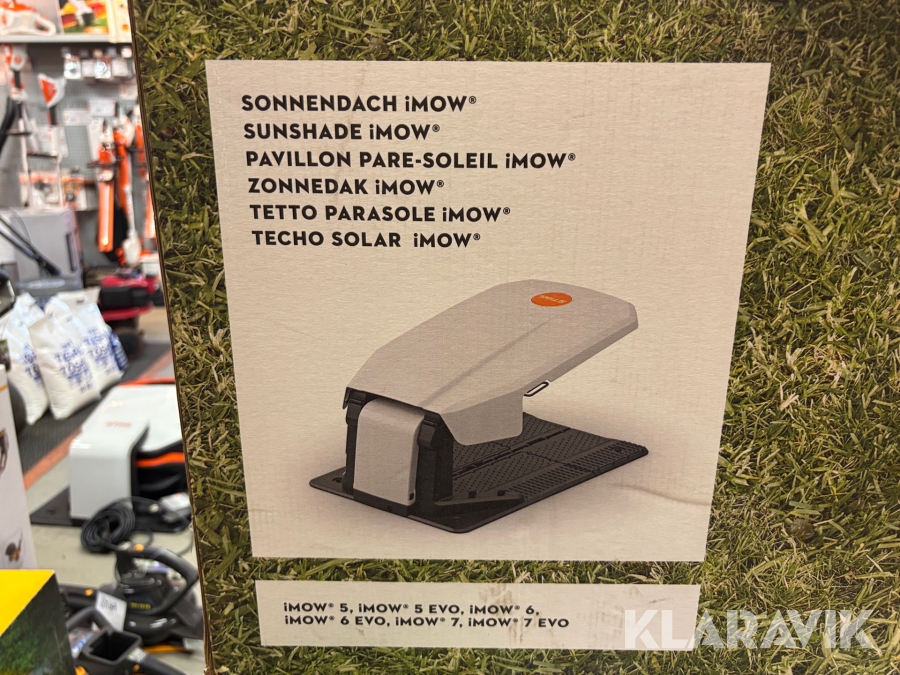 SONNENDACH iMOW®
SUNSHADE iMOW®
PAVILLON PARE-SOLEIL iMOW®
ZONNEDAK iMOW®
TETTO PARASOLE iMOW®
TECHO SOLAR iMOW®
iMOW® 5, iMOW® 5 EVO, iMOW® 6,
iMOW® 6 EVO, iMOW® 7, iMOW® 7 EVO
KLARAVIK